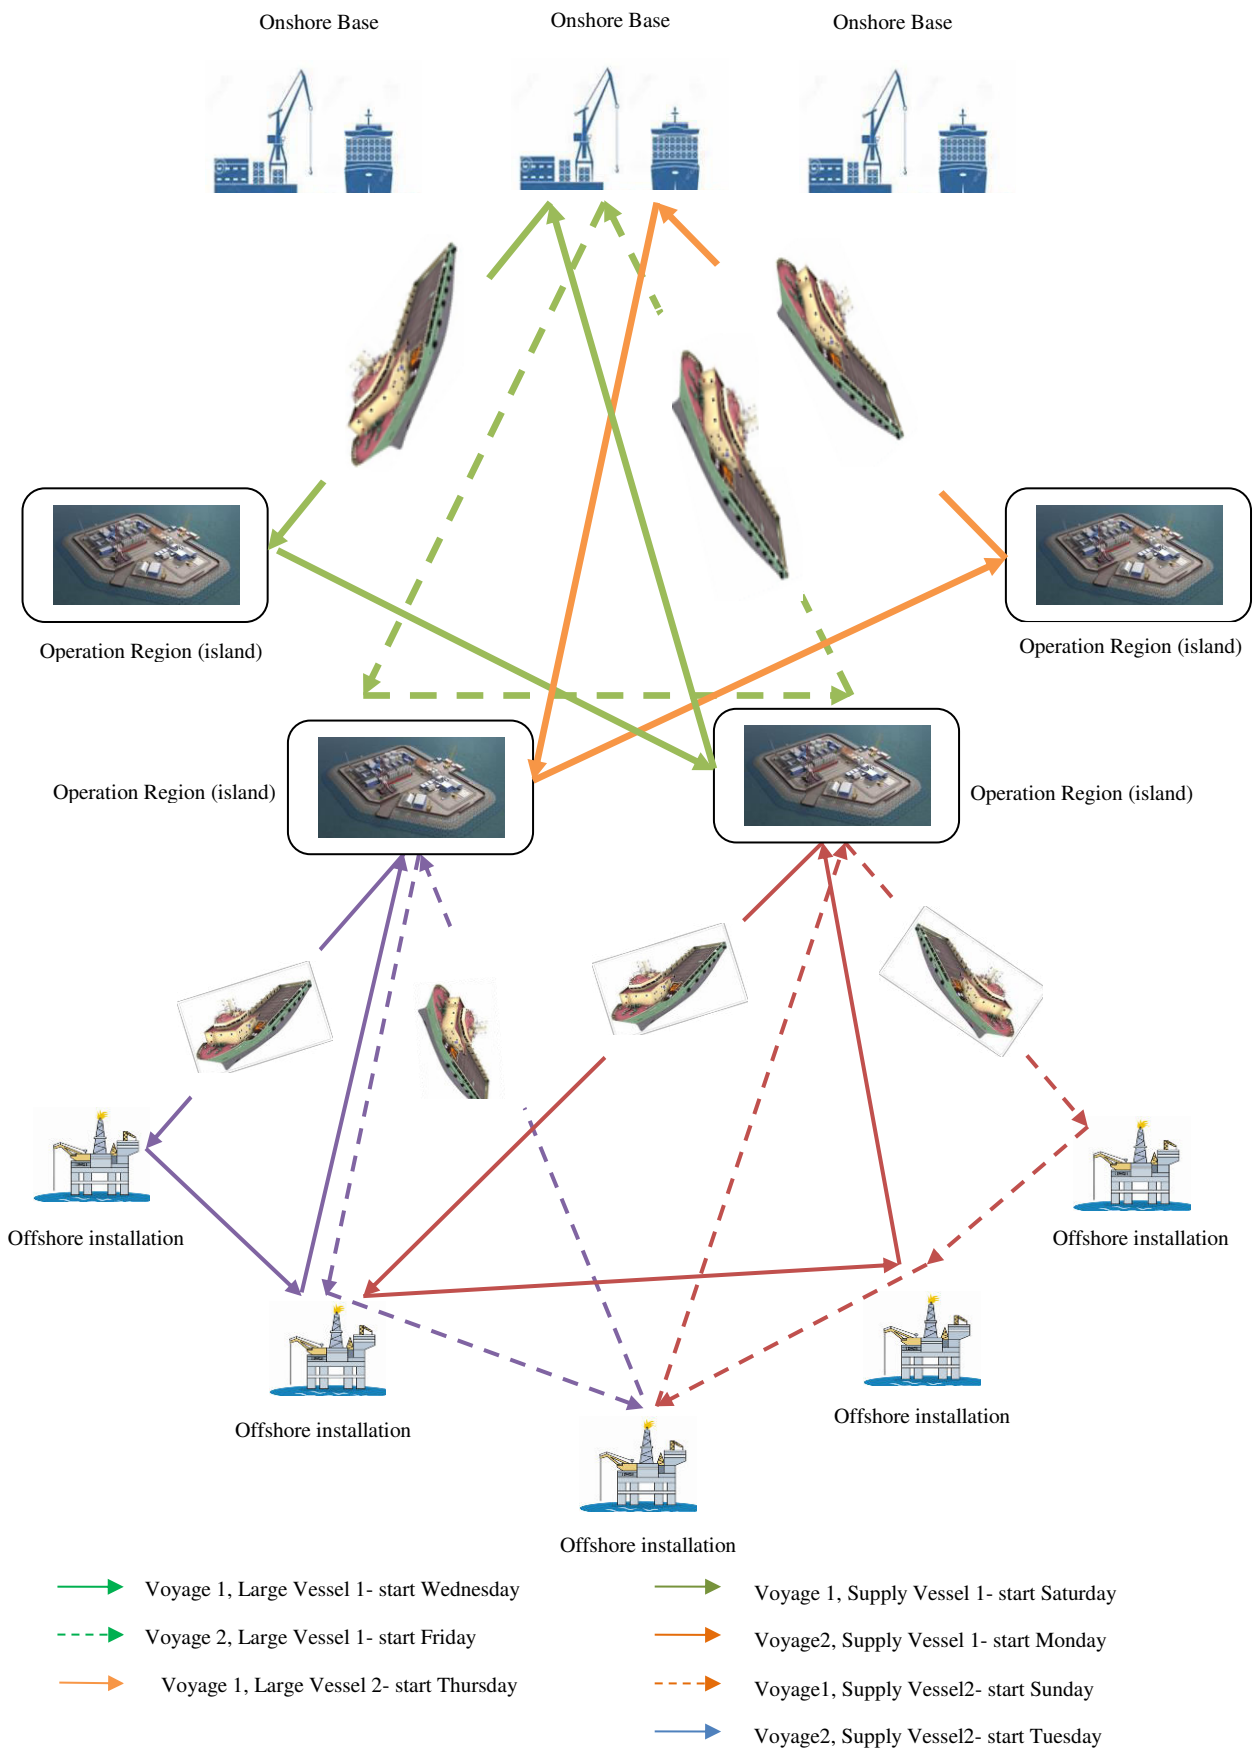 Onshore Base
Onshore Base
Onshore Base
Operation Region (island)
Operation Region (island)
Operation Region (island)
Operation Region (island)
Offshore installation
Offshore installation
Offshore installation
Offshore installation
Offshore installation
Voyage 1, Large Vessel 1- start Wednesday
Voyage 2, Large Vessel 1- start Friday
Voyage 1, Large Vessel 2- start Thursday
Voyage 1, Supply Vessel 1- start Saturday
Voyage2, Supply Vessel 1- start Monday
Voyage1, Supply Vessel2- start Sunday
Voyage2, Supply Vessel2- start Tuesday